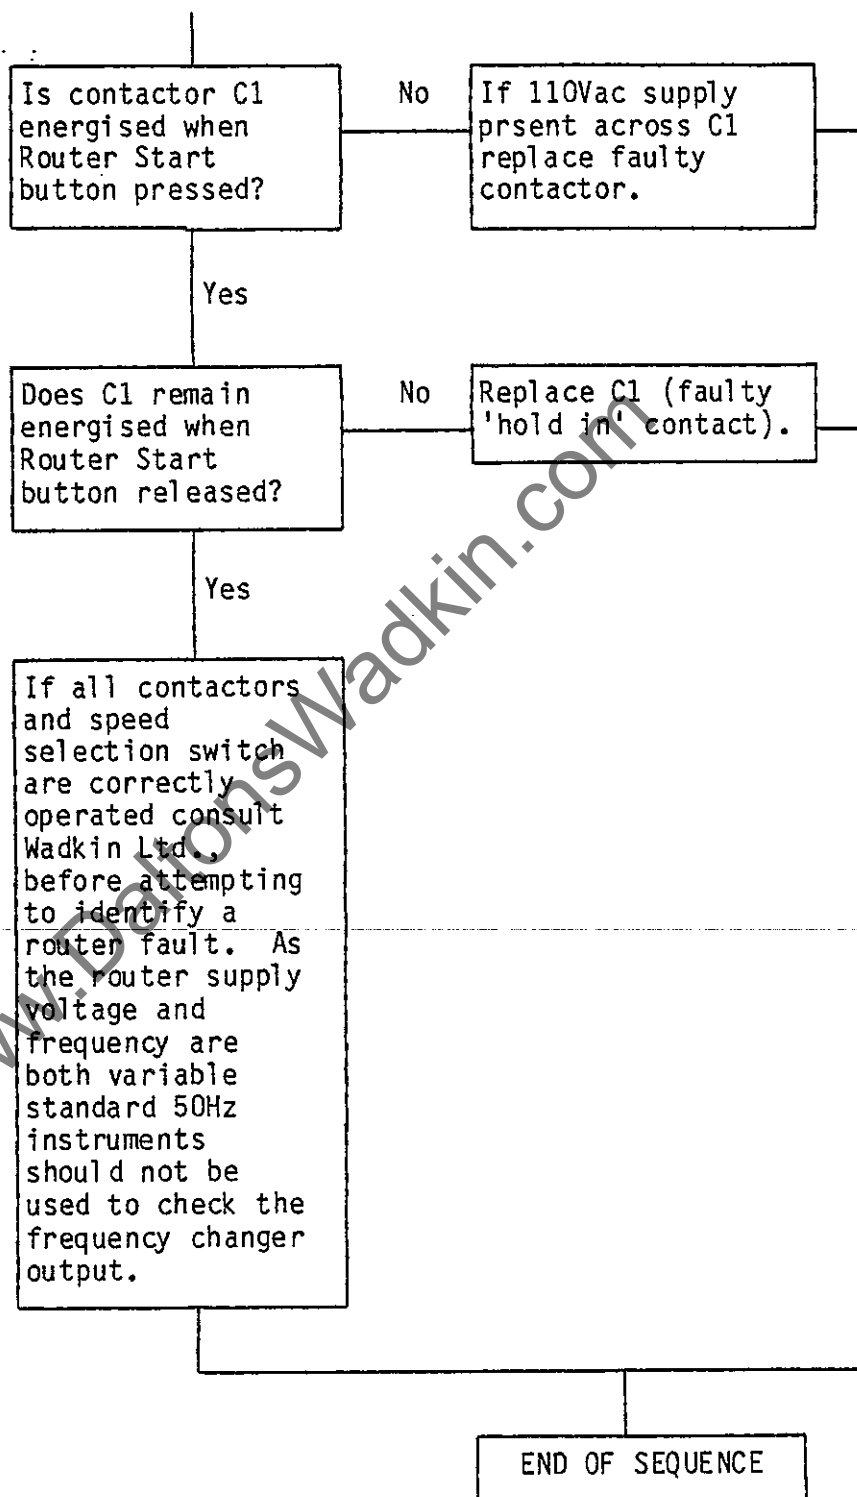 Is contactor C1
energised when
Router Start
button pressed?
No
If 110Vac supply
prsent across C1
replace faulty
contactor.
Yes
Does C1 remain
energised when
Router Start
button released?
No
Replace C1 (faulty
'hold in' contact).
Yes
If all contactors
and speed
selection switch
are correctly
operated consult
Wadkin Ltd.,
before attempting
to identify a
router fault. As
the router supply
voltage and
frequency are
both variable
standard 50Hz
instruments
should not be
used to check the
frequency changer
output.
END OF SEQUENCE
w.DaltonsWadkin.com